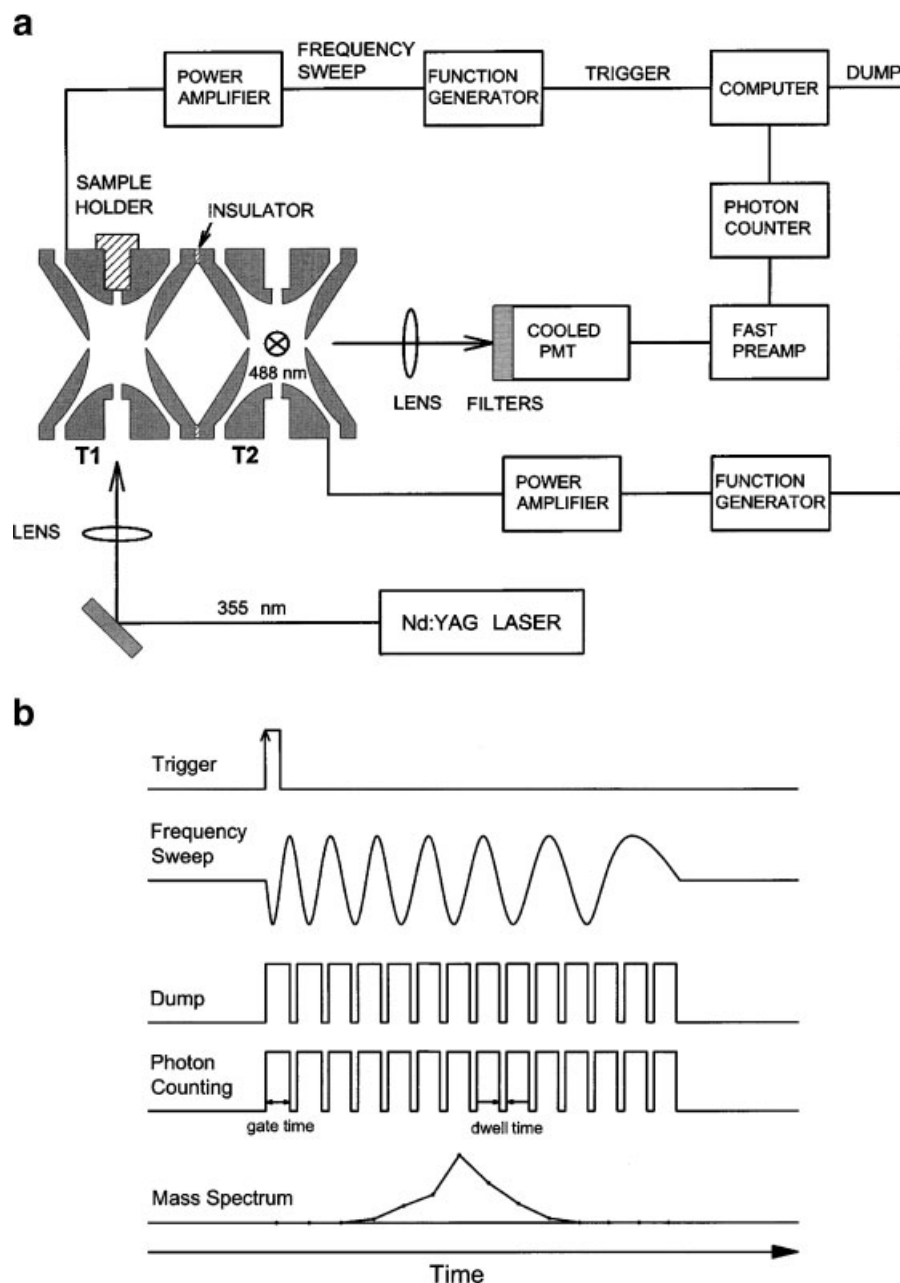 a
FREQUENCY
SWEEP
POWER
AMPLIFIER
FUNCTION
GENERATOR
TRIGGER
COMPUTER
DUMP
SAMPLE
HOLDER
INSULATOR
PHOTON
COUNTER
488 nm
COOLED
PMT
FAST
PREAMP
LENS
FILTERS
T1
T2
POWER
AMPLIFIER
FUNCTION
GENERATOR
LENS
355 nm
Nd:YAG LASER
b
Trigger
Frequency
Sweep
Dump
Photon
Counting
gate time
dwell time
Mass Spectrum
Time